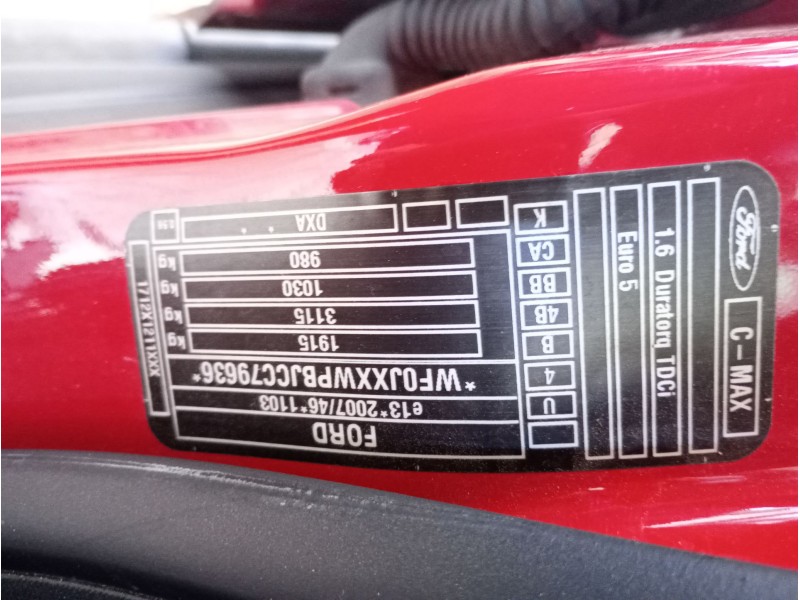 FORD
e13*2007/46*1103
*WF0JXXWPBJCC79636*
1915 kg
3115 kg
1030 kg
980 kg
DXA
U
4
B
4B
BB
CA
K
1712X1211XXX
Ford C-MAX
1.6 Duratorq TDCi
Euro 5